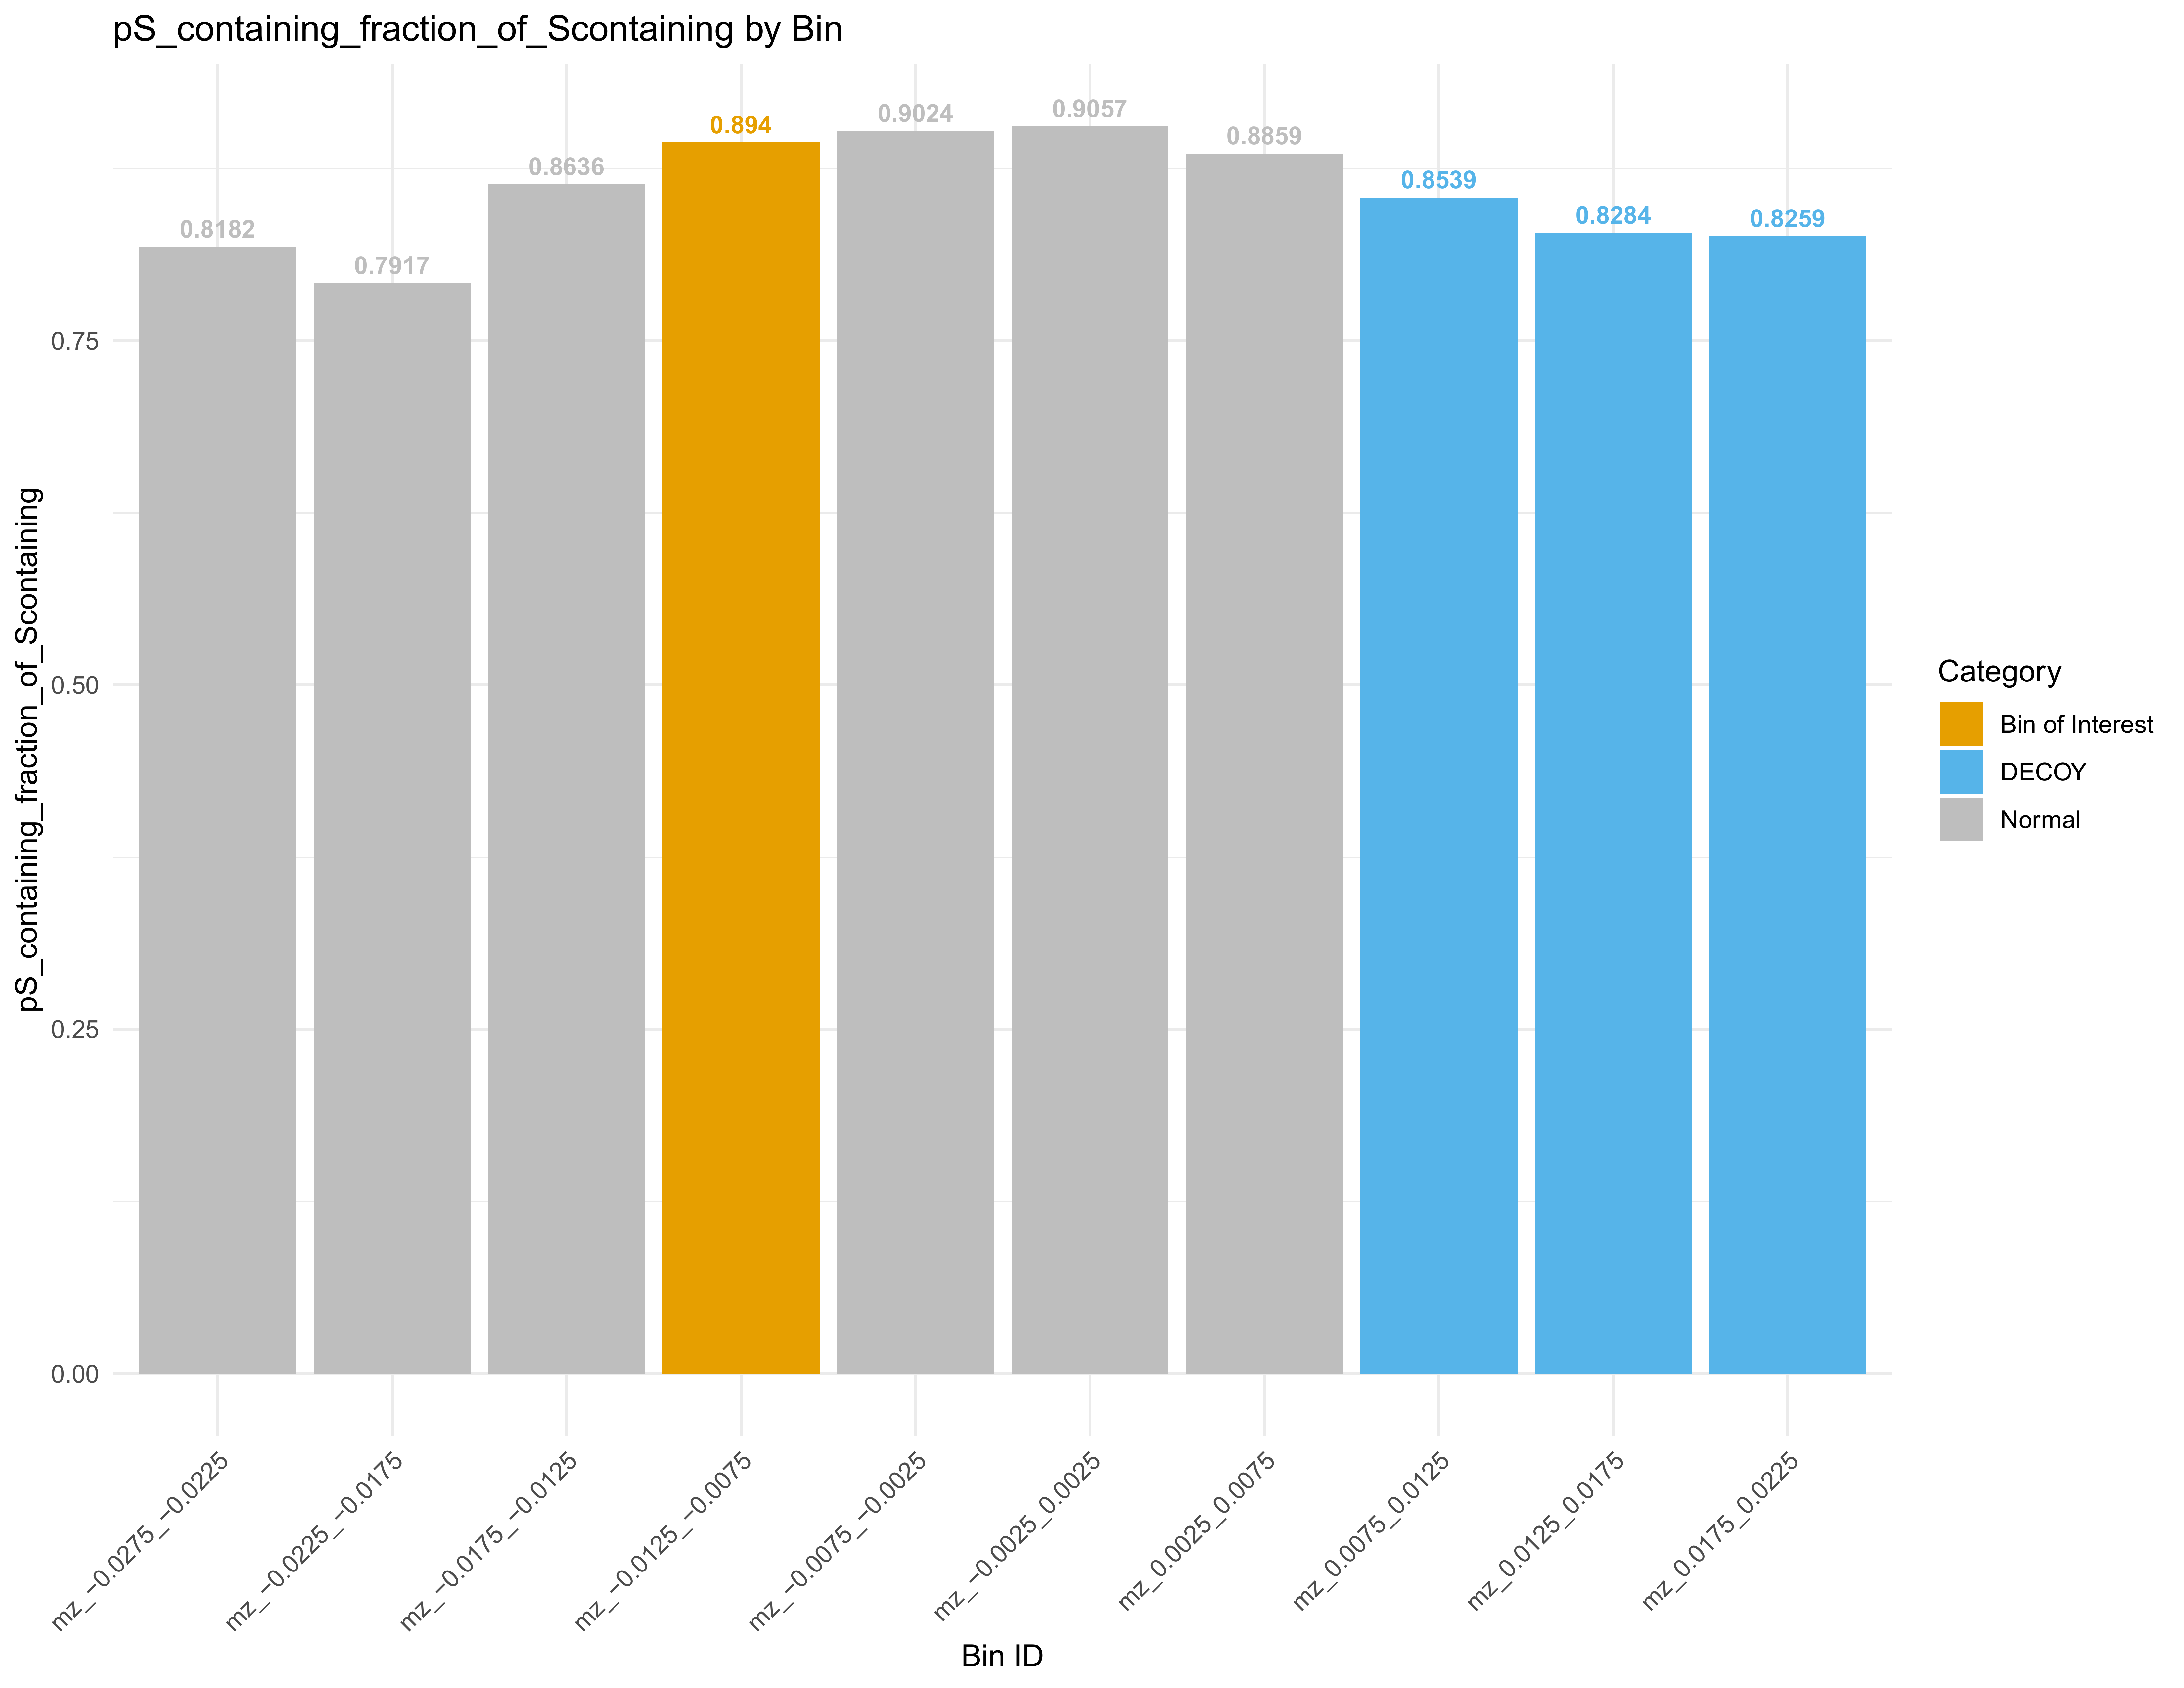 pS_containing_fraction_of_Scontaining by Bin
pS_containing_fraction_of_Scontaining
0.75
0.50
0.25
0.00
0.8182
0.7917
0.8636
0.894
0.9024
0.9057
0.8859
0.8539
0.8284
0.8259
mz_−0.0275_−0.0225
mz_−0.0225_−0.0175
mz_−0.0175_−0.0125
mz_−0.0125_−0.0075
mz_−0.0075_−0.0025
mz_−0.0025_0.0025
mz_0.0025_0.0075
mz_0.0075_0.0125
mz_0.0125_0.0175
mz_0.0175_0.0225
Bin ID
Category
Bin of Interest
DECOY
Normal